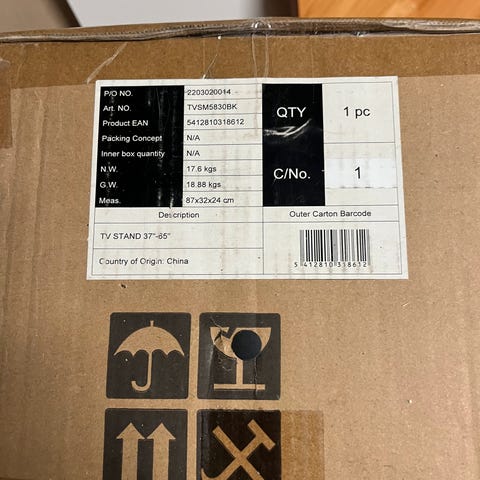 P/O NO. 2203020014
Art. NO. TVSM5830BK
Product EAN 5412810318612
Packing Concept N/A
Inner box quantity N/A
N.W. 17.6 kgs
G.W. 18.88 kgs
Meas. 87x32x24 cm
QTY 1 pc
C/No. 1
Description
Outer Carton Barcode
TV STAND 37"-65"
Country of Origin: China
5 412810 318612